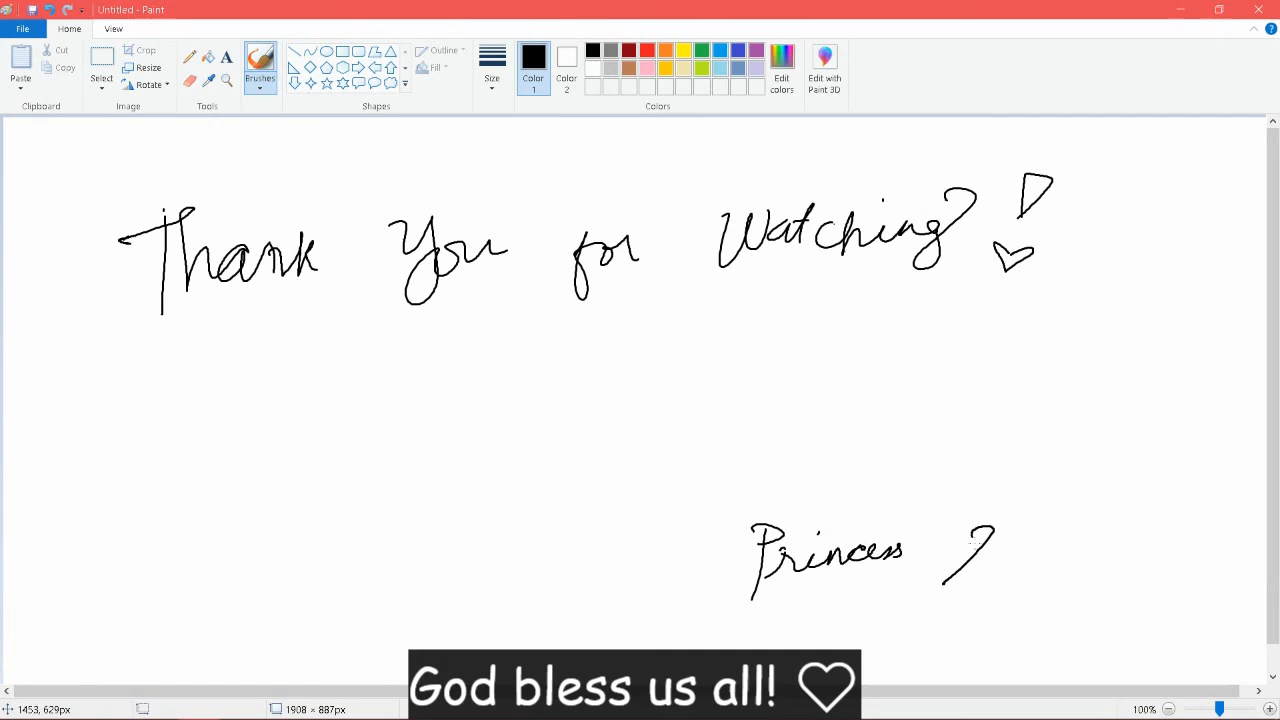 Untitled - Paint
File Home View
Paste Cut Copy Clipboard
Select Crop Resize Rotate Image
Tools
Brushes
Outline Fill Shapes
Size
Color 1 Color 2 Edit colors Colors
Edit with Paint 3D
Thank You for Watching !
Princess
God bless us all! ♡
1453, 629px 1908 × 887px 100%